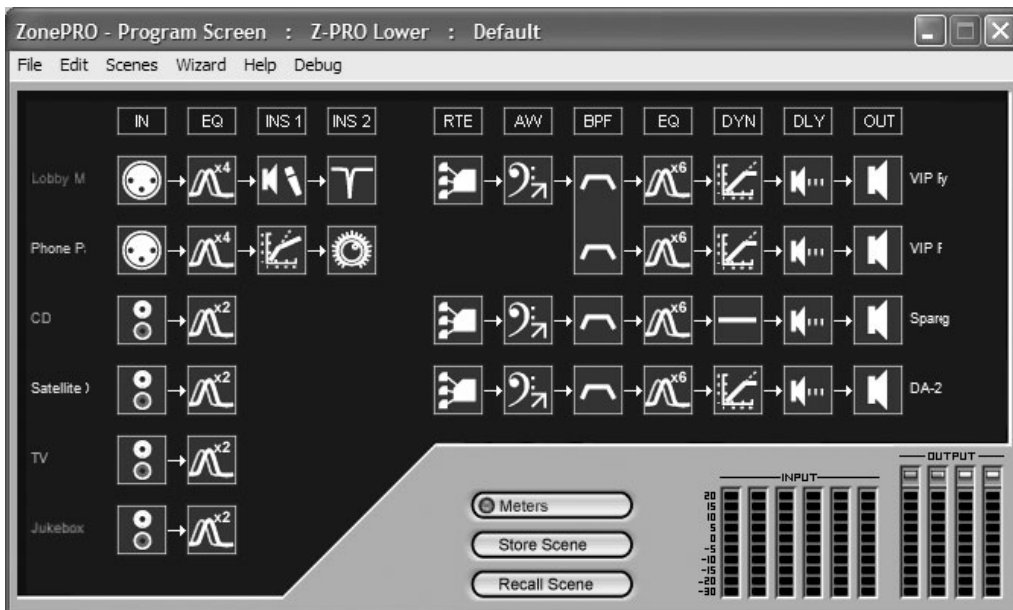 ZonePRO - Program Screen : Z-PRO Lower : Default
File Edit Scenes Wizard Help Debug
IN EQ INS 1 INS 2 RTE AW BPF EQ DYN DLY OUT
Lobby M x4 x6 VIP
Phone P x4 x6 VIP F
CD x2 x6
Satellite x2 x6 DA-2
TV x2
Jukebox x2
Meters
Store Scene
Recall Scene
INPUT
OUTPUT
20
15
10
5
0
-5
-10
-15
-20
-30